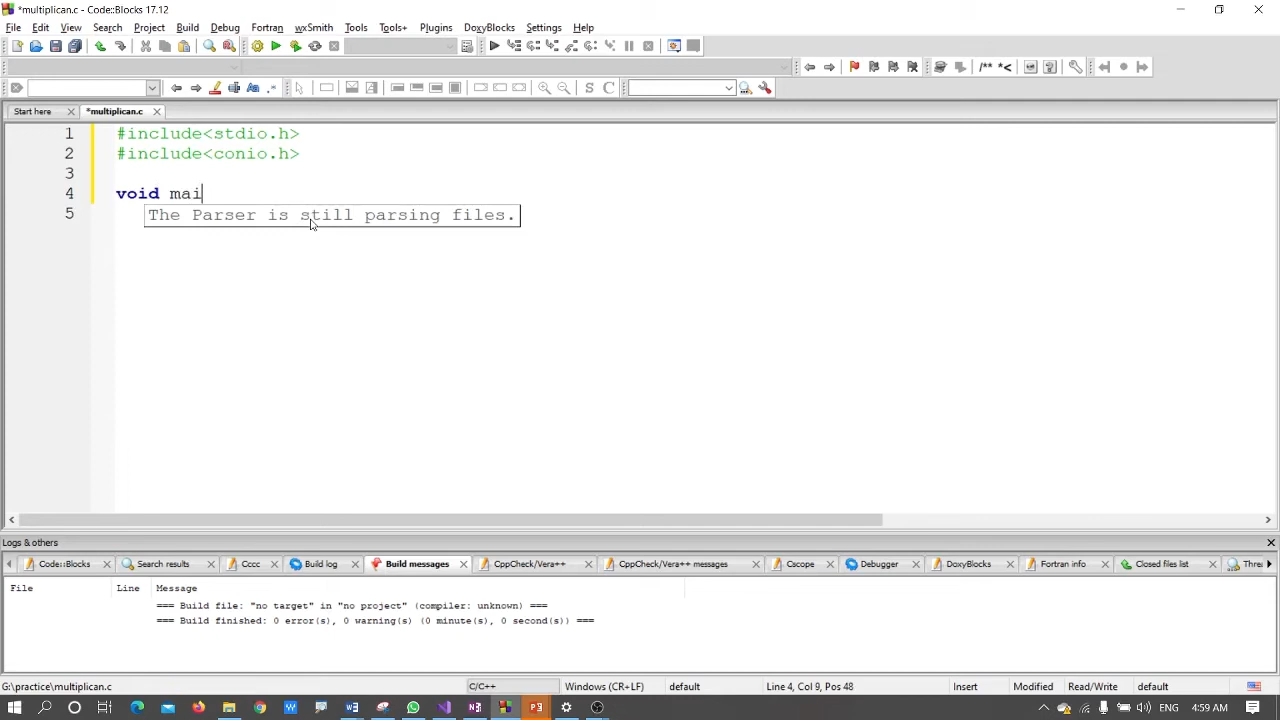 *multiplican.c - Code::Blocks 17.12
File Edit View Search Project Build Debug Fortran wxSmith Tools Tools+ Plugins DoxyBlocks Settings Help
/** *<
S C
Start here *multiplican.c
1 #include<stdio.h>
2 #include<conio.h>
3
4 void mai
The Parser is still parsing files.
5
Logs & others
Code::Blocks Search results Cccc Build log Build messages CppCheck/Vera++ CppCheck/Vera++ messages Cscope Debugger DoxyBlocks Fortran info Closed files list Threa
File Line Message
=== Build file: "no target" in "no project" (compiler: unknown) ===
=== Build finished: 0 error(s), 0 warning(s) (0 minute(s), 0 second(s)) ===
G:\practice\multiplican.c C/C++ Windows (CR+LF) default Line 4, Col 9, Pos 48 Insert Modified Read/Write default
ENG 4:59 AM